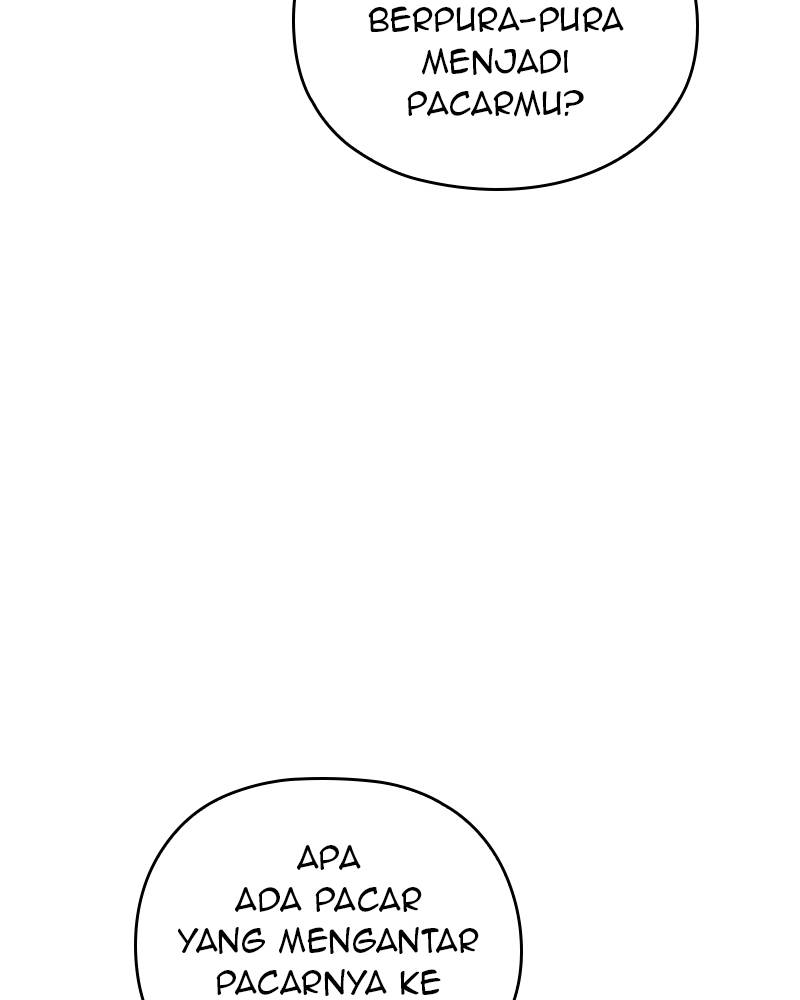 BERPURA-PURA
MENJADI
PACARMU?
APA
ADA PACAR
YANG MENGANTAR
PACARNYA KE